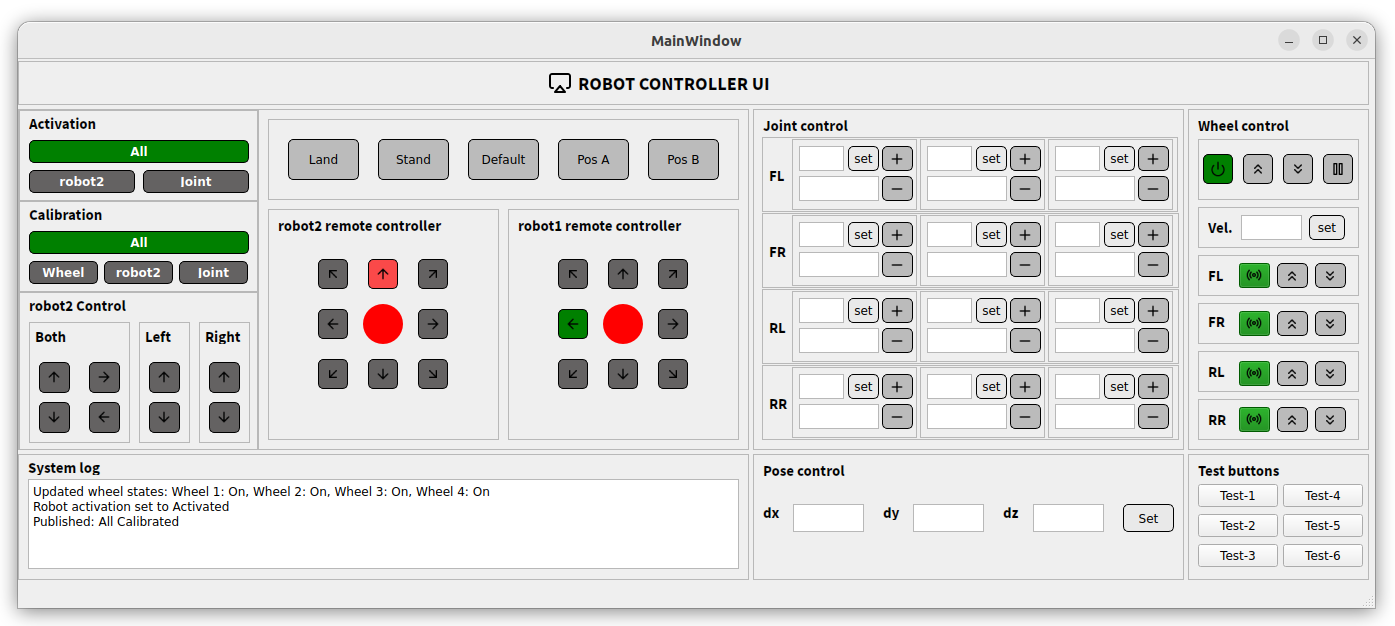 MainWindow
ROBOT CONTROLLER UI
Activation
All
robot2 Joint
Calibration
All
Wheel robot2 Joint
robot2 Control
Both Left Right
Land Stand Default Pos A Pos B
robot2 remote controller robot1 remote controller
Joint control
FL set + set + set +
− − −
FR set + set + set +
− − −
RL set + set + set +
− − −
RR set + set + set +
− − −
Wheel control
Vel. set
FL
FR
RL
RR
System log
Updated wheel states: Wheel 1: On, Wheel 2: On, Wheel 3: On, Wheel 4: On
Robot activation set to Activated
Published: All Calibrated
Pose control
dx dy dz Set
Test buttons
Test-1 Test-4
Test-2 Test-5
Test-3 Test-6